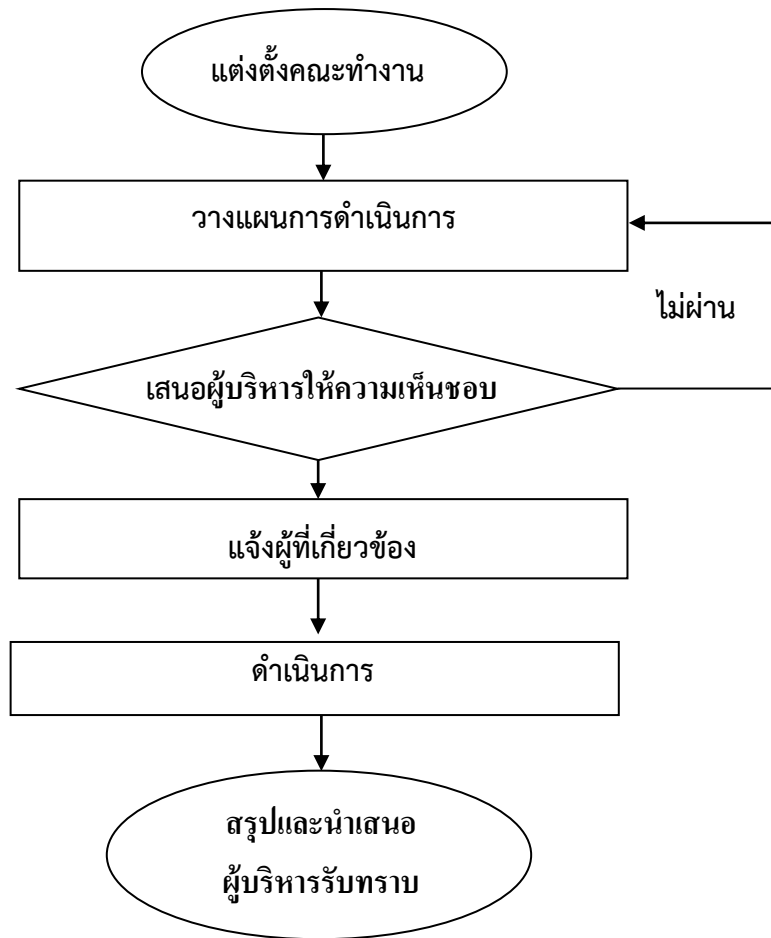 แต่งตั้งคณะทำงาน
วางแผนการดำเนินการ
ไม่ผ่าน
เสนอผู้บริหารให้ความเห็นชอบ
แจ้งผู้ที่เกี่ยวข้อง
ดำเนินการ
สรุปและนำเสนอ
ผู้บริหารรับทราบ